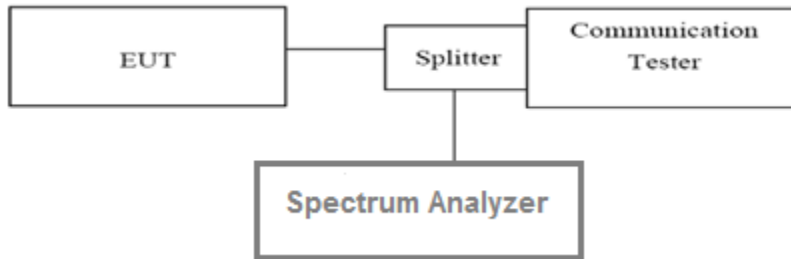 EUT
Splitter
Communication
Tester
Spectrum Analyzer